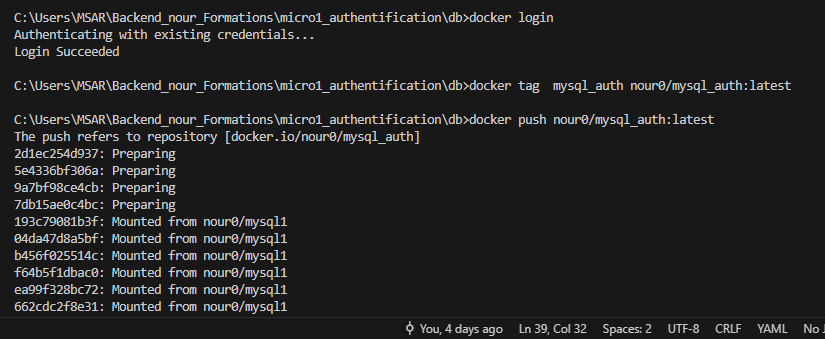 C:\Users\MSAR\Backend_nour_Formations\micro1_authentification\db>docker login
Authenticating with existing credentials...
Login Succeeded
C:\Users\MSAR\Backend_nour_Formations\micro1_authentification\db>docker tag  mysql_auth nour0/mysql_auth:latest
C:\Users\MSAR\Backend_nour_Formations\micro1_authentification\db>docker push nour0/mysql_auth:latest
The push refers to repository [docker.io/nour0/mysql_auth]
2d1ec254d937: Preparing
5e4336bf306a: Preparing
9a7bf98ce4cb: Preparing
7db15ae0c4bc: Preparing
193c79081b3f: Mounted from nour0/mysql1
04da47d8a5bf: Mounted from nour0/mysql1
b456f025514c: Mounted from nour0/mysql1
f64b5f1dbac0: Mounted from nour0/mysql1
ea99f328bc72: Mounted from nour0/mysql1
662cdc2f8e31: Mounted from nour0/mysql1
You, 4 days ago Ln 39, Col 32 Spaces: 2 UTF-8 CRLF YAML No